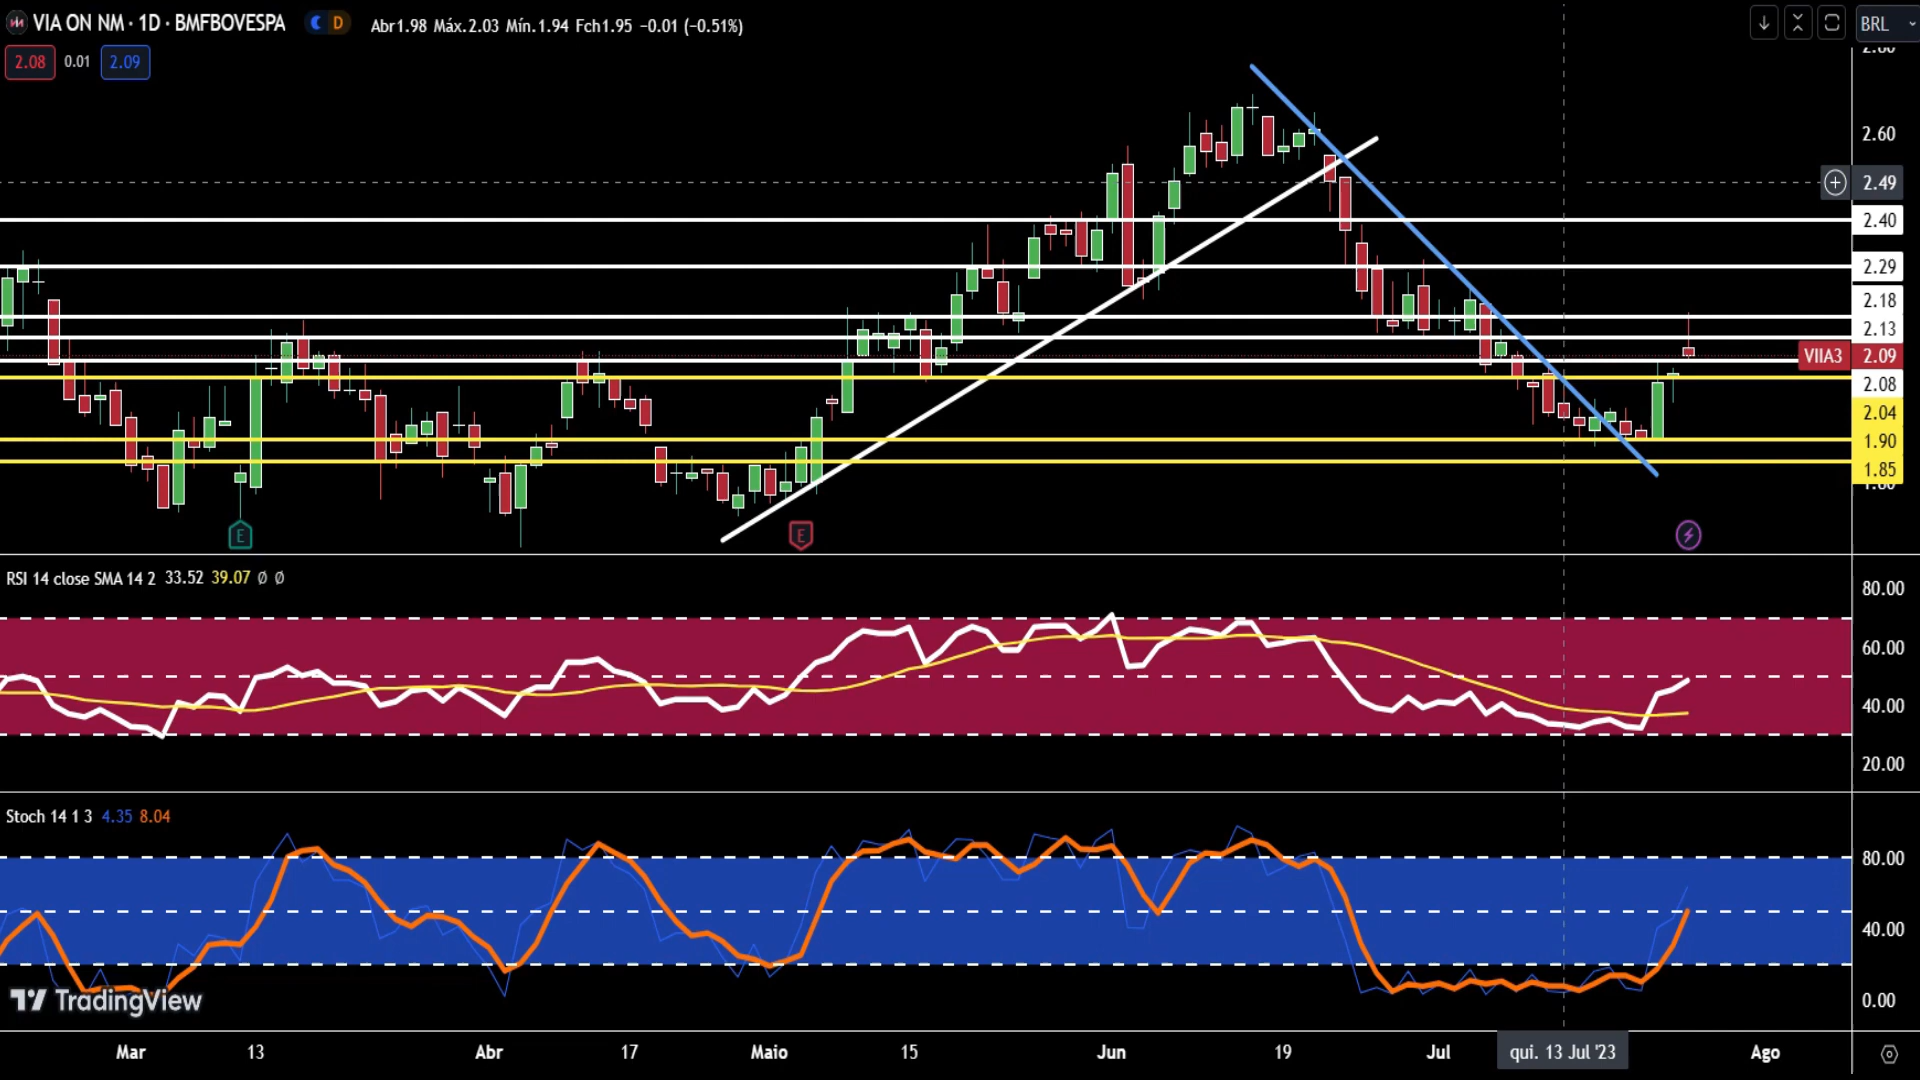 VIA ON NM · 1D · BMFBOVESPA D Abr1.98 Máx.2.03 Mín.1.94 Fch1.95 −0.01 (−0.51%)
BRL
2.08 0.01 2.09
2.60
2.49
2.40
2.29
2.18
2.13
VIIA3 2.09
2.08
2.04
1.90
1.85
E E
RSI 14 close SMA 14 2 33.52 39.07 ∅ ∅
80.00
60.00
40.00
20.00
Stoch 14 1 3 4.35 8.04
80.00
40.00
0.00
TradingView
Mar 13 Abr 17 Maio 15 Jun 19 Jul qui. 13 Jul '23 Ago